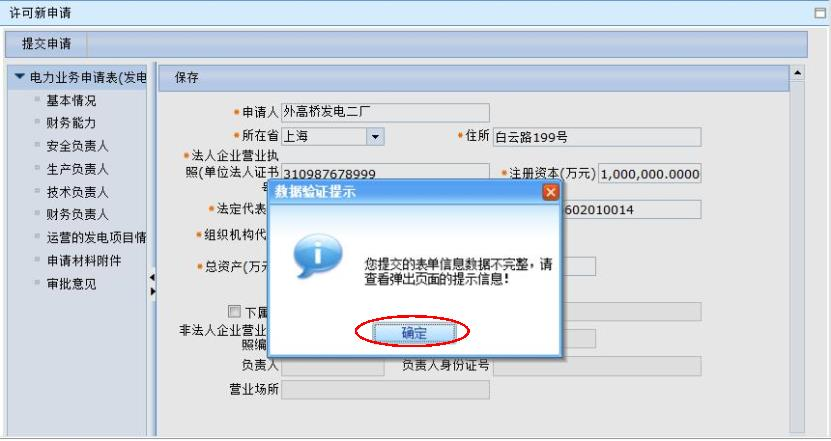 许可新申请
提交申请
电力业务申请表(发电
基本情况
财务能力
安全负责人
生产负责人
技术负责人
财务负责人
运营的发电项目情
申请材料附件
审批意见
保存
*申请人 外高桥发电二厂
*所在省 上海 *住所 白云路199号
*法人企业营业执
照(单位法人证书 310987678999 *注册资本(万元) 1,000,000.0000
*法定代表 602010014
*组织机构代
*总资产(万元
数据验证提示
您提交的表单信息数据不完整，请
查看弹出页面的提示信息！
确定
下属
非法人企业营业
照编
负责人 负责人身份证号
营业场所